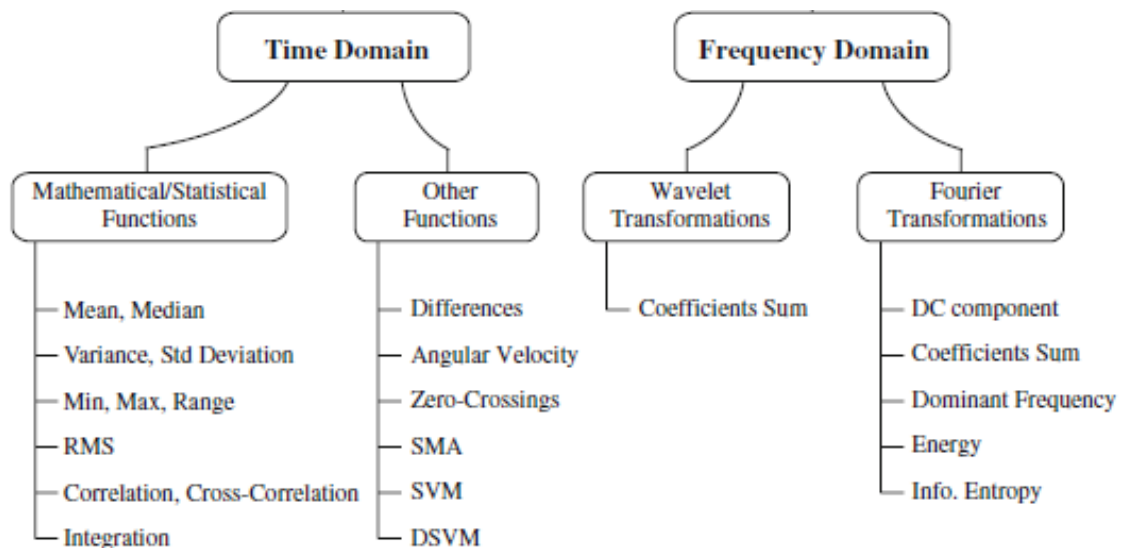 Time Domain
Frequency Domain
Mathematical/Statistical
Functions
Other
Functions
Wavelet
Transformations
Fourier
Transformations
Mean, Median
Variance, Std Deviation
Min, Max, Range
RMS
Correlation, Cross-Correlation
Integration
Differences
Angular Velocity
Zero-Crossings
SMA
SVM
DSVM
Coefficients Sum
DC component
Coefficients Sum
Dominant Frequency
Energy
Info. Entropy